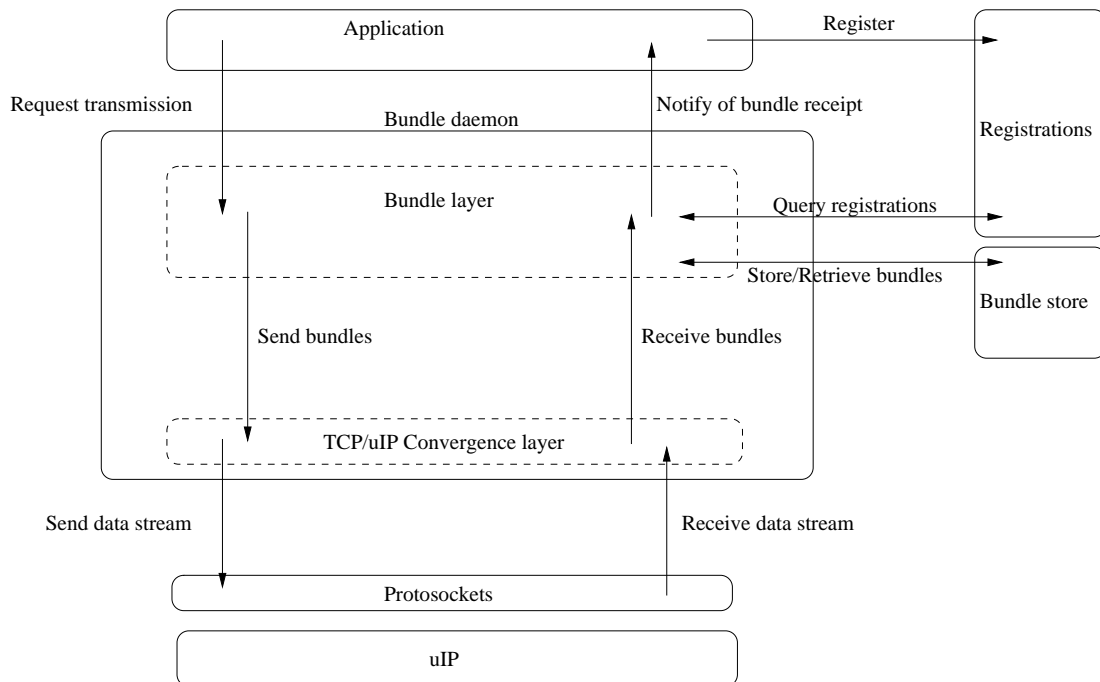 Application
Register
Request transmission
Notify of bundle receipt
Bundle daemon
Registrations
Bundle layer
Query registrations
Store/Retrieve bundles
Bundle store
Send bundles
Receive bundles
TCP/uIP Convergence layer
Send data stream
Receive data stream
Protosockets
uIP